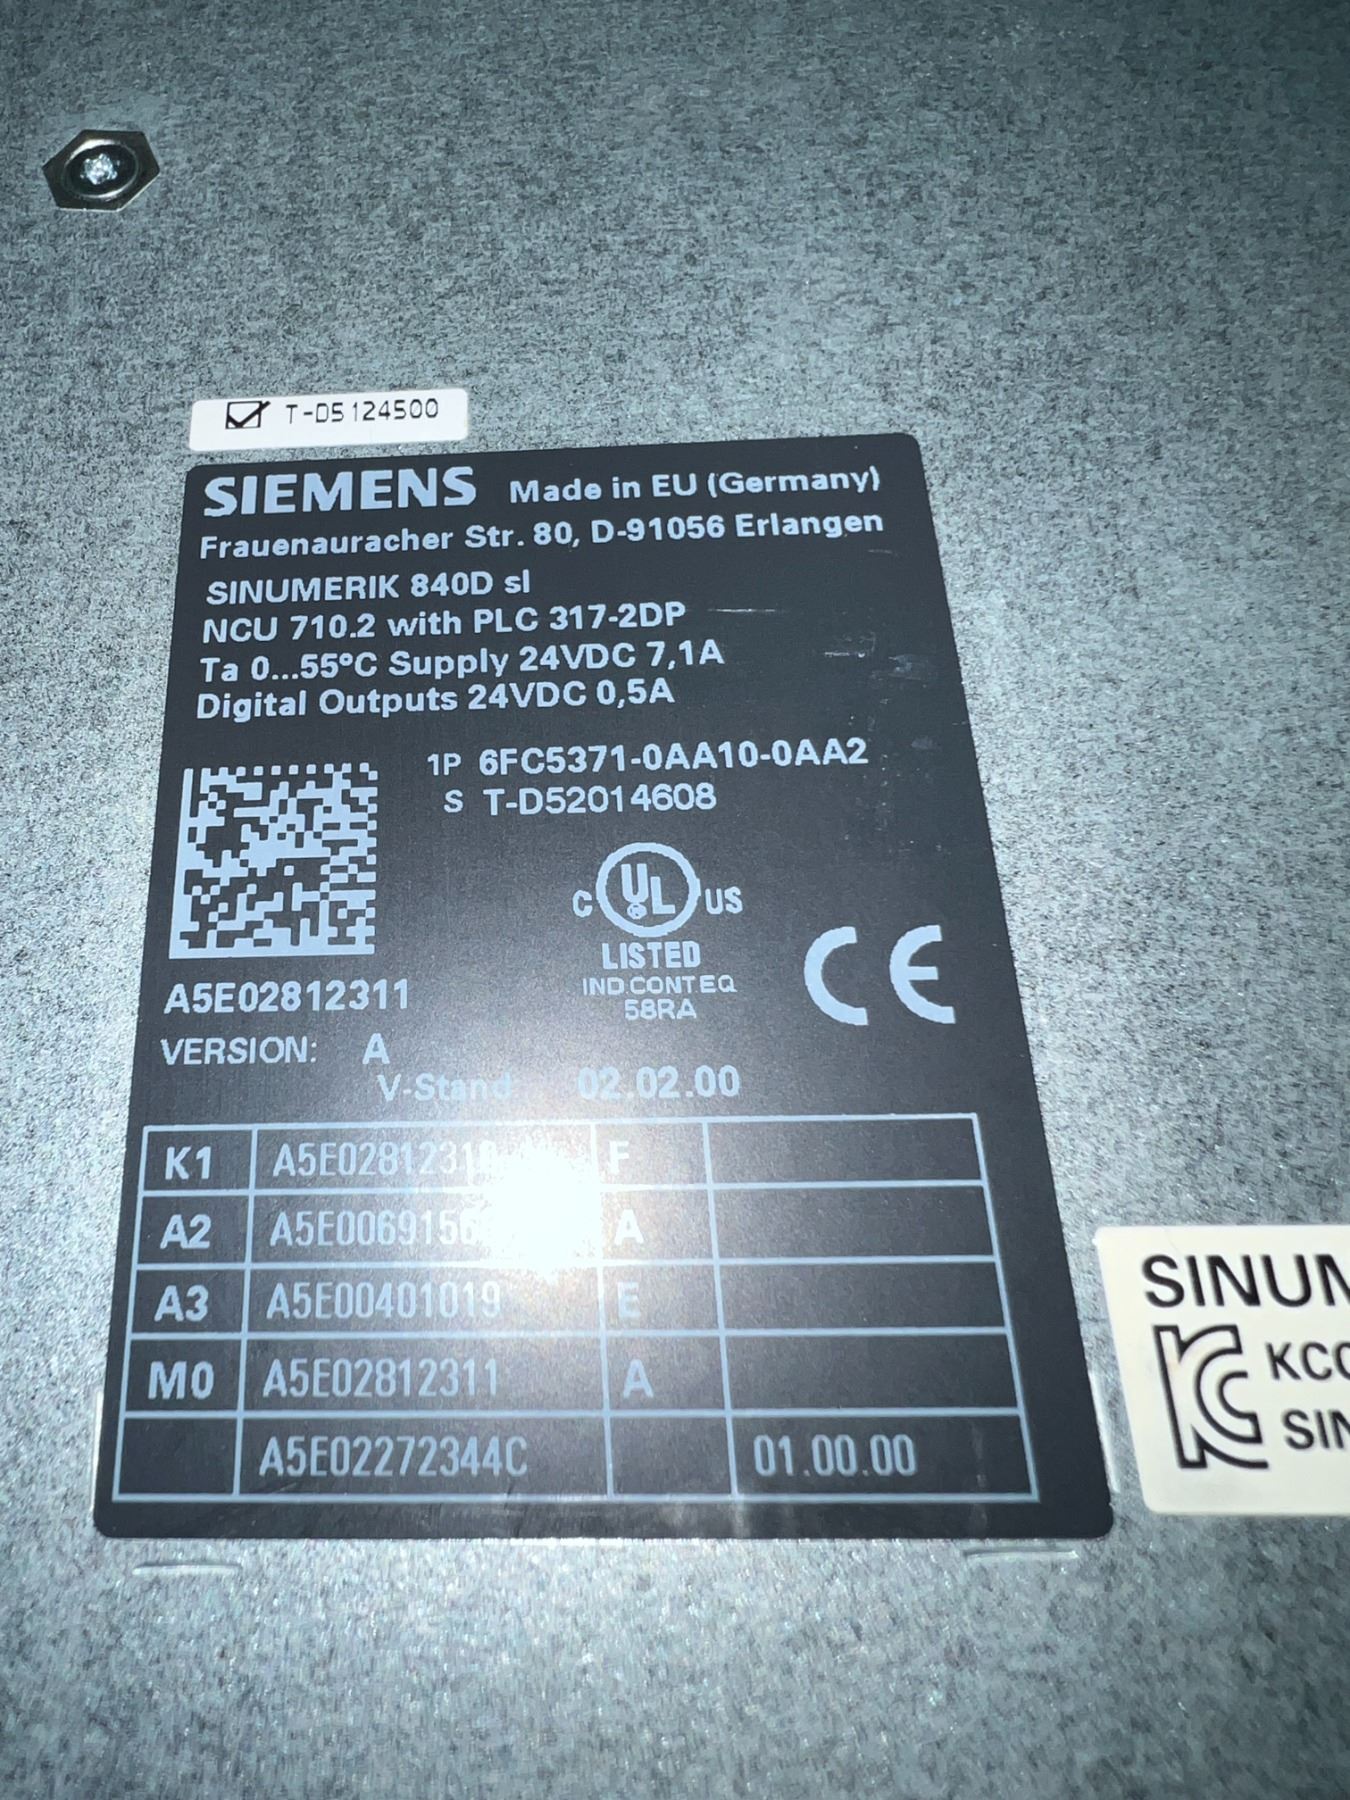 T-D5124500
SIEMENS Made in EU (Germany)
Frauenauracher Str. 80, D-91056 Erlangen
SINUMERIK 840D sl
NCU 710.2 with PLC 317-2DP
Ta 0...55°C Supply 24VDC 7,1A
Digital Outputs 24VDC 0,5A
1P 6FC5371-0AA10-0AA2
S T-D52014608
C UL US
LISTED
IND.CONT.EQ
58RA
CE
A5E02812311
VERSION: A
V-Stand 02.02.00
K1 F
A2 A
A3 A5E00401019 E
M0 A5E02812311 A
A5E02272344C 01.00.00